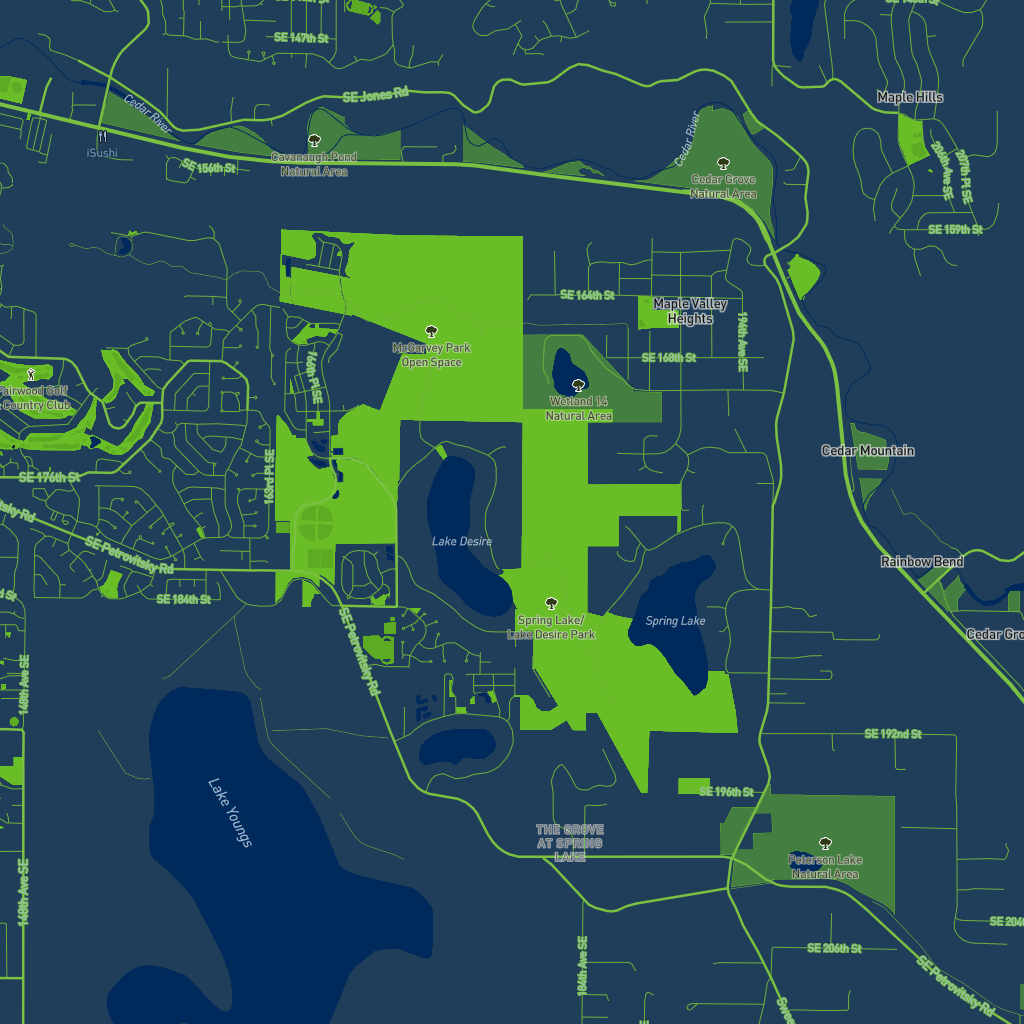 SE 147th St
Maple Hills
SE Jones Rd
Cedar River
Cedar River
iSushi
SE 156th St
Cavanaugh Pond
Natural Area
Cedar Grove
Natural Area
204th Ave SE
207th Pl SE
SE 159th St
SE 164th St
Maple Valley
Heights
194th Ave SE
McGarvey Park
Open Space
SE 168th St
166th Pl SE
Fairwood Golf
Country Club
Wetland 14
Natural Area
Cedar Mountain
SE 176th St
163rd Pl SE
SE Petrovitsky Rd
Lake Desire
Rainbow Bend
SE 184th St
Spring Lake/
Lake Desire Park
Spring Lake
Cedar Gro
SE Petrovitsky Rd
148th Ave SE
SE 192nd St
Lake Youngs
SE 196th St
THE GROVE
AT SPRING
LAKE
Peterson Lake
Natural Area
148th Ave SE
SE 204t
184th Ave SE
SE 206th St
SE Petrovitsky Rd
Swee